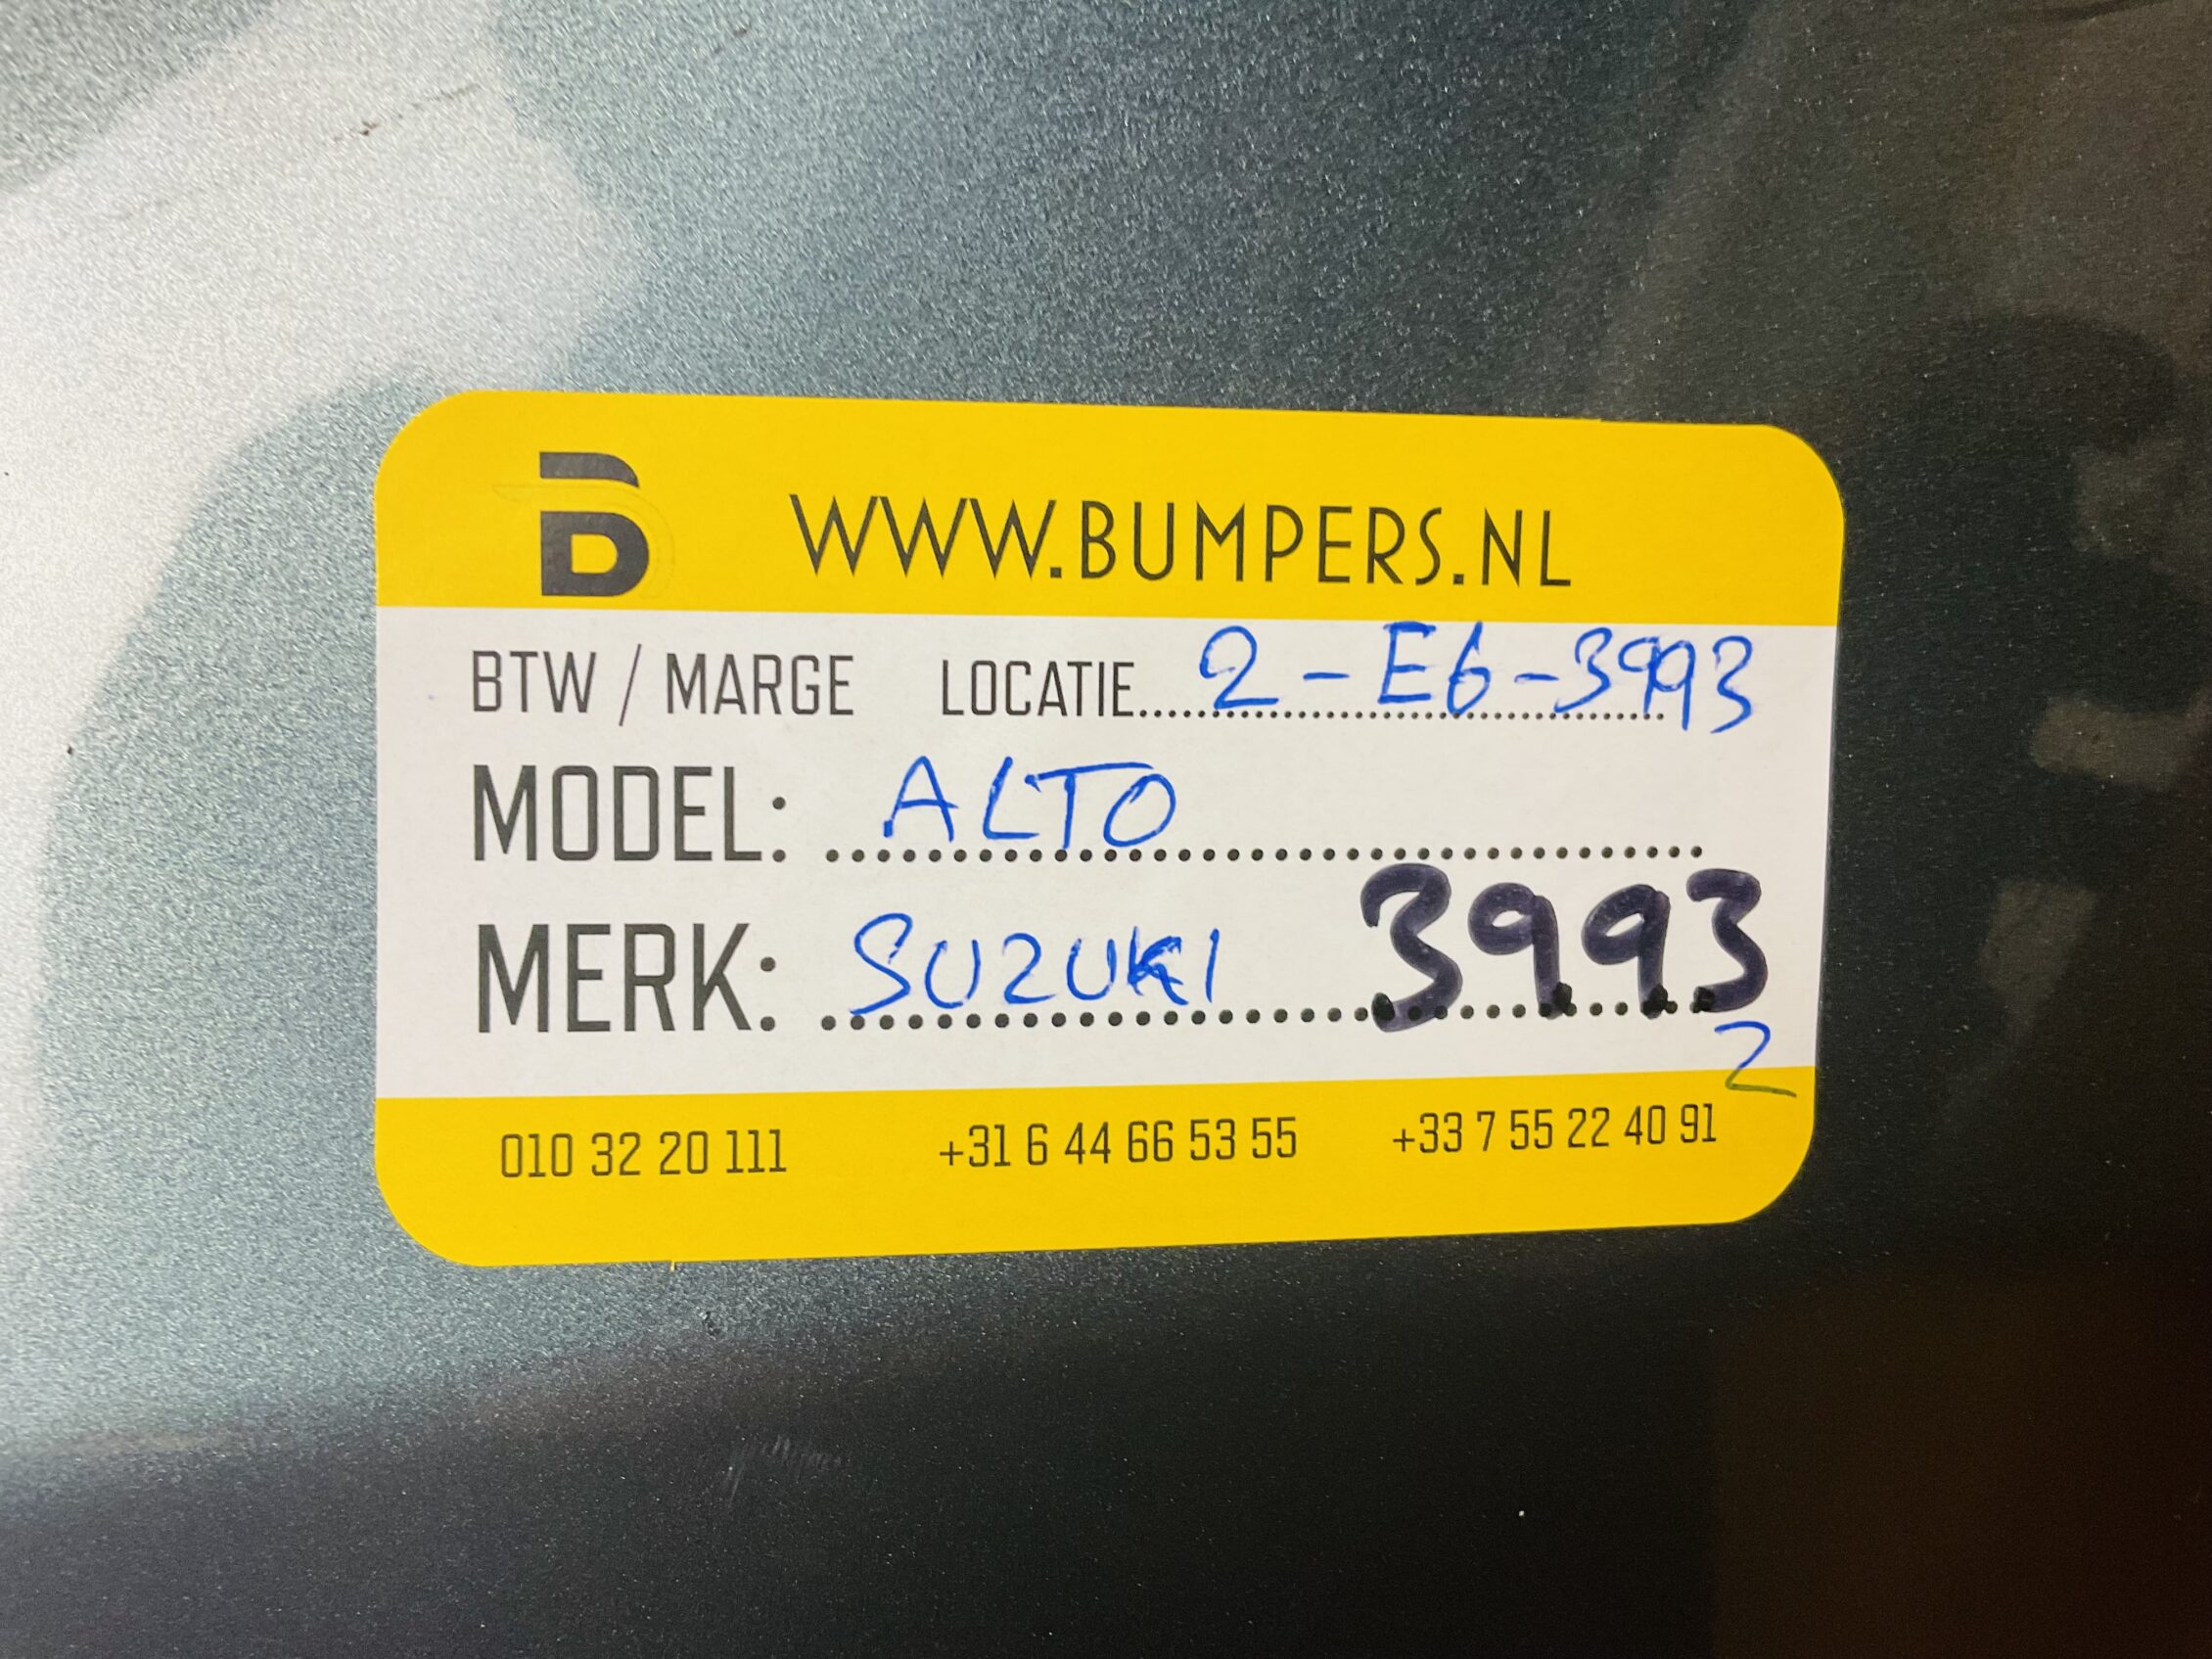 B WWW.BUMPERS.NL
BTW / MARGE LOCATIE 2-E6-3993
MODEL: ALTO
MERK: SUZUKI 3993
2
010 32 20 111 +31 6 44 66 53 55 +33 7 55 22 40 91